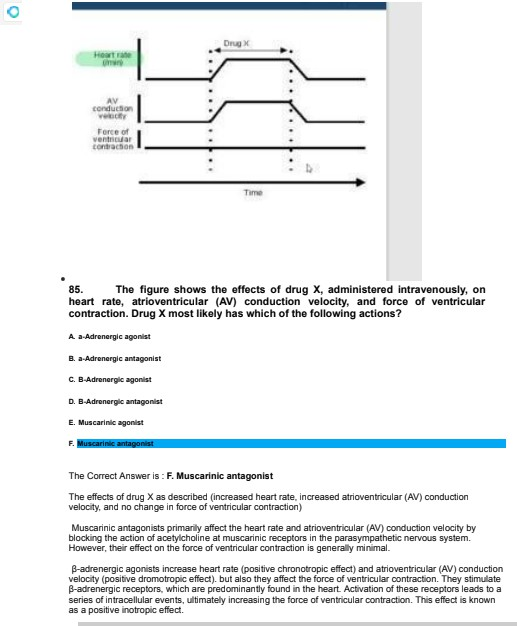 Drug X
Heart rate
(/min)
AV
conduction
velocity
Force of
ventricular
contraction
Time
85. The figure shows the effects of drug X, administered intravenously, on
heart rate, atrioventricular (AV) conduction velocity, and force of ventricular
contraction. Drug X most likely has which of the following actions?
A. a-Adrenergic agonist
B. a-Adrenergic antagonist
C. B-Adrenergic agonist
D. B-Adrenergic antagonist
E. Muscarinic agonist
F. Muscarinic antagonist
The Correct Answer is : F. Muscarinic antagonist
The effects of drug X as described (increased heart rate, increased atrioventricular (AV) conduction
velocity, and no change in force of ventricular contraction)
Muscarinic antagonists primarily affect the heart rate and atrioventricular (AV) conduction velocity by
blocking the action of acetylcholine at muscarinic receptors in the parasympathetic nervous system.
However, their effect on the force of ventricular contraction is generally minimal.
β-adrenergic agonists increase heart rate (positive chronotropic effect) and atrioventricular (AV) conduction
velocity (positive dromotropic effect). but also they affect the force of ventricular contraction. They stimulate
β-adrenergic receptors, which are predominantly found in the heart. Activation of these receptors leads to a
series of intracellular events, ultimately increasing the force of ventricular contraction. This effect is known
as a positive inotropic effect.